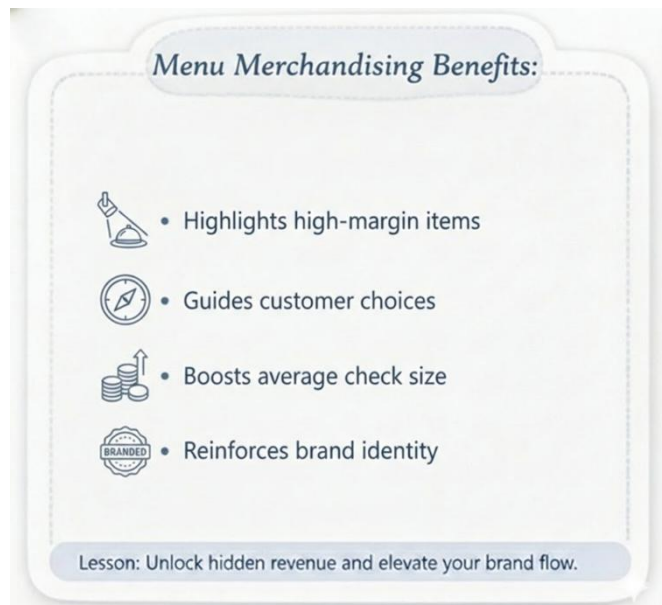 Menu Merchandising Benefits:
• Highlights high-margin items
• Guides customer choices
• Boosts average check size
BRANDED
• Reinforces brand identity
Lesson: Unlock hidden revenue and elevate your brand flow.